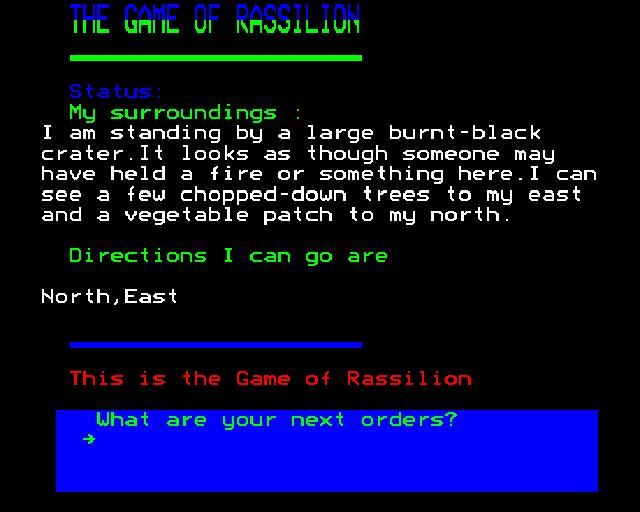 THE GAME OF RASSILION
Status:
My surroundings :
I am standing by a large burnt-black
crater.It looks as though someone may
have held a fire or something here.I can
see a few chopped-down trees to my east
and a vegetable patch to my north.
Directions I can go are
North,East
This is the Game of Rassilion
What are your next orders?
→